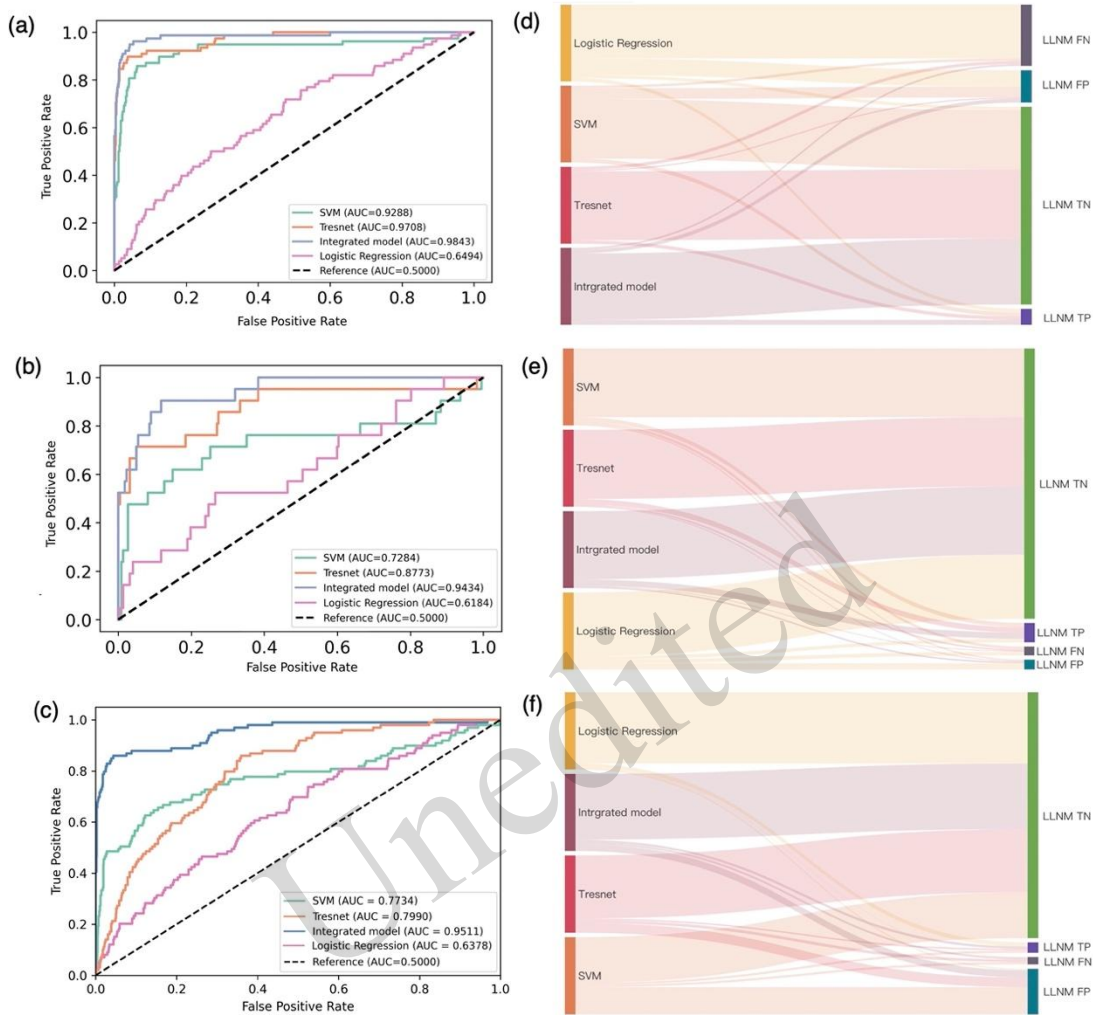 (a)
1.0
0.8
0.6
0.4
0.2
0.0
True Positive Rate
0.0 0.2 0.4 0.6 0.8 1.0
False Positive Rate
SVM (AUC=0.9288)
Tresnet (AUC=0.9708)
Integrated model (AUC=0.9843)
Logistic Regression (AUC=0.6494)
Reference (AUC=0.5000)
(d)
Logistic Regression
SVM
Tresnet
Intrgrated model
LLNM FN
LLNM FP
LLNM TN
LLNM TP
(b)
1.0
0.8
0.6
0.4
0.2
0.0
True Positive Rate
0.0 0.2 0.4 0.6 0.8 1.0
False Positive Rate
SVM (AUC=0.7284)
Tresnet (AUC=0.8773)
Integrated model (AUC=0.9434)
Logistic Regression (AUC=0.6184)
Reference (AUC=0.5000)
(e)
SVM
Tresnet
Intrgrated model
Logistic Regression
LLNM TN
LLNM TP
LLNM FN
LLNM FP
(c)
1.0
0.8
0.6
0.4
0.2
0.0
True Positive Rate
0.0 0.2 0.4 0.6 0.8 1.0
False Positive Rate
SVM (AUC = 0.7734)
Tresnet (AUC = 0.7990)
Integrated model (AUC = 0.9511)
Logistic Regression (AUC = 0.6378)
Reference (AUC=0.5000)
(f)
Logistic Regression
Intrgrated model
Tresnet
SVM
LLNM TN
LLNM TP
LLNM FN
LLNM FP
Unedited